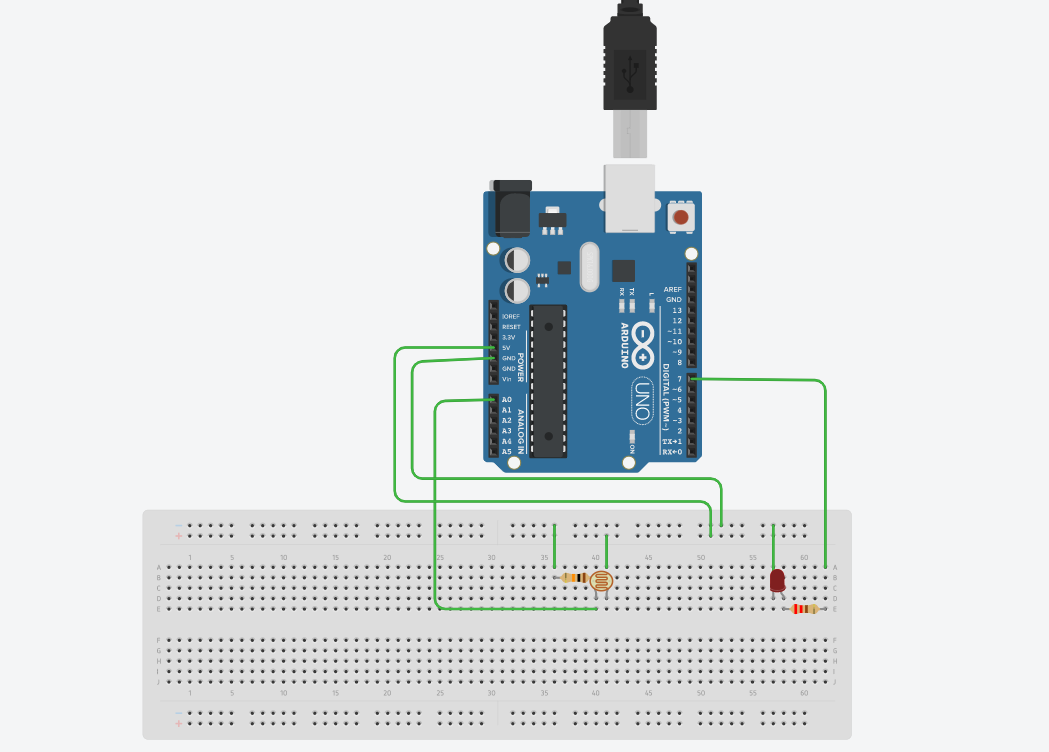 RX
TX
L
AREF
GND
13
12
~11
~10
~9
8
7
~6
~5
4
~3
2
TX→1
RX←0
DIGITAL (PWM~)
ARDUINO
UNO
ON
IOREF
RESET
3.3V
5V
GND
GND
Vin
POWER
A0
A1
A2
A3
A4
A5
ANALOG IN
−
+
1 5 10 15 20 25 30 35 40 45 50 55 60
A A
B B
C C
D D
E E
F F
G G
H H
I I
J J
1 5 10 15 20 25 30 35 40 45 50 55 60
−
+